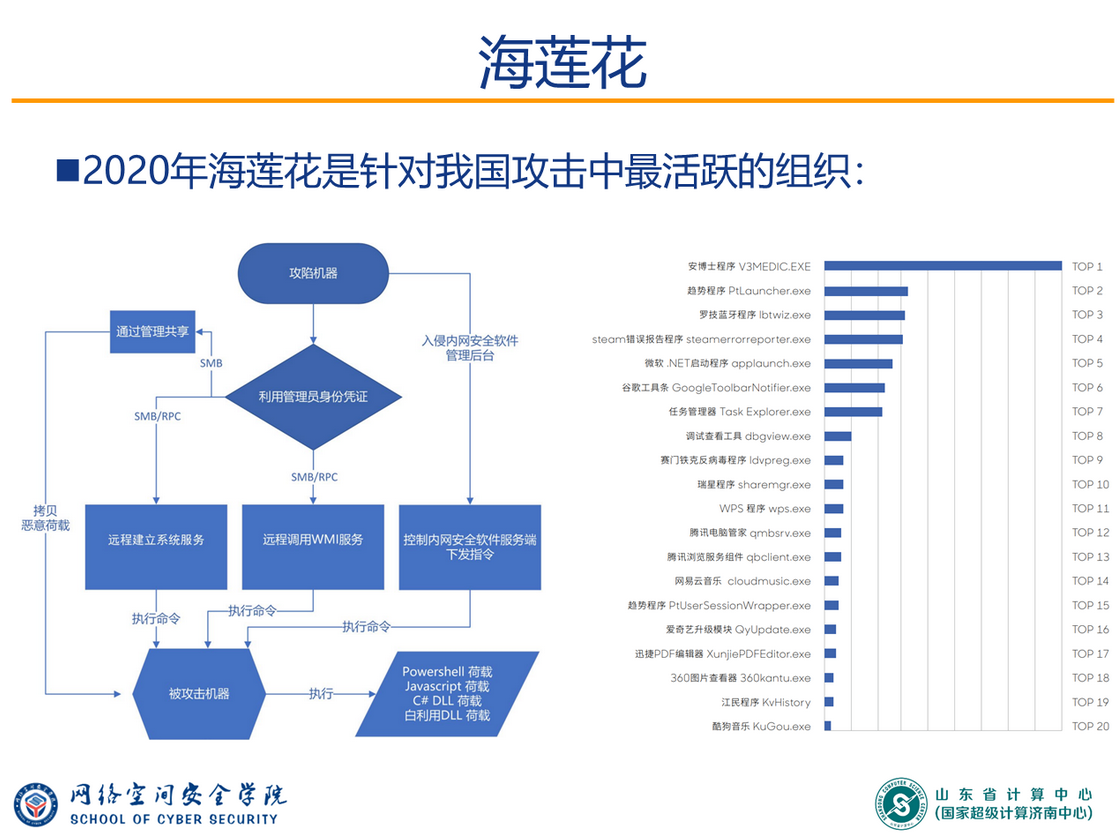 海莲花
■2020年海莲花是针对我国攻击中最活跃的组织：
攻陷机器
通过管理共享
SMB
入侵内网安全软件
管理后台
利用管理员身份凭证
SMB/RPC
SMB/RPC
拷贝
恶意荷载
远程建立系统服务
远程调用WMI服务
控制内网安全软件服务端
下发指令
执行命令
执行命令
执行命令
被攻击机器
执行
Powershell 荷载
Javascript 荷载
C# DLL 荷载
白利用DLL 荷载
安博士程序 V3MEDIC.EXE TOP 1
趋势程序 PtLauncher.exe TOP 2
罗技蓝牙程序 lbtwiz.exe TOP 3
steam错误报告程序 steamerrorreporter.exe TOP 4
微软 .NET启动程序 applaunch.exe TOP 5
谷歌工具条 GoogleToolbarNotifier.exe TOP 6
任务管理器 Task Explorer.exe TOP 7
调试查看工具 dbgview.exe TOP 8
赛门铁克反病毒程序 ldvpreg.exe TOP 9
瑞星程序 sharemgr.exe TOP 10
WPS 程序 wps.exe TOP 11
腾讯电脑管家 qmbsrv.exe TOP 12
腾讯浏览服务组件 qbclient.exe TOP 13
网易云音乐 cloudmusic.exe TOP 14
趋势程序 PtUserSessionWrapper.exe TOP 15
爱奇艺升级模块 QyUpdate.exe TOP 16
迅捷PDF编辑器 XunjiePDFEditor.exe TOP 17
360图片查看器 360kantu.exe TOP 18
江民程序 KvHistory TOP 19
酷狗音乐 KuGou.exe TOP 20
网络空间安全学院
SCHOOL OF CYBER SECURITY
山东省计算中心
(国家超级计算济南中心)